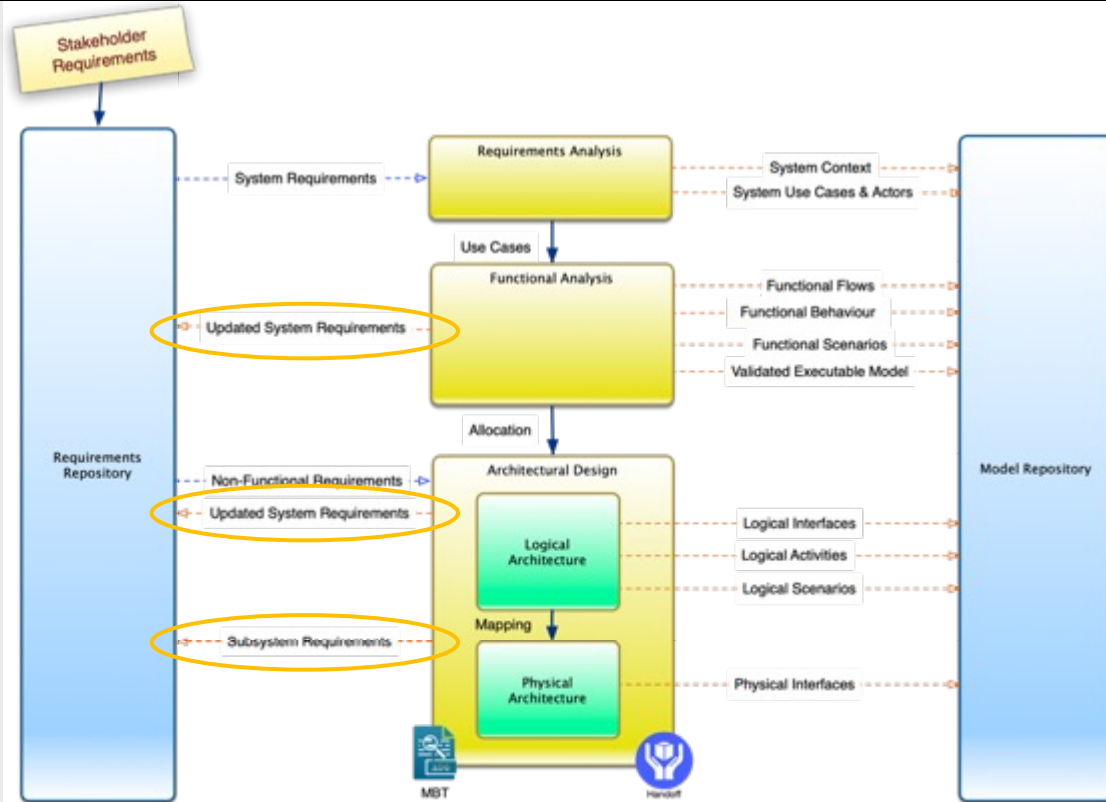 Stakeholder
Requirements
Requirements Analysis
System Requirements
System Context
System Use Cases & Actors
Use Cases
Functional Analysis
Functional Flows
Functional Behaviour
Updated System Requirements
Functional Scenarios
Validated Executable Model
Allocation
Requirements
Repository
Architectural Design
Model Repository
Non-Functional Requirements
Updated System Requirements
Logical
Architecture
Logical Interfaces
Logical Activities
Logical Scenarios
Mapping
Subsystem Requirements
Physical
Architecture
Physical Interfaces
MBT
Handoff